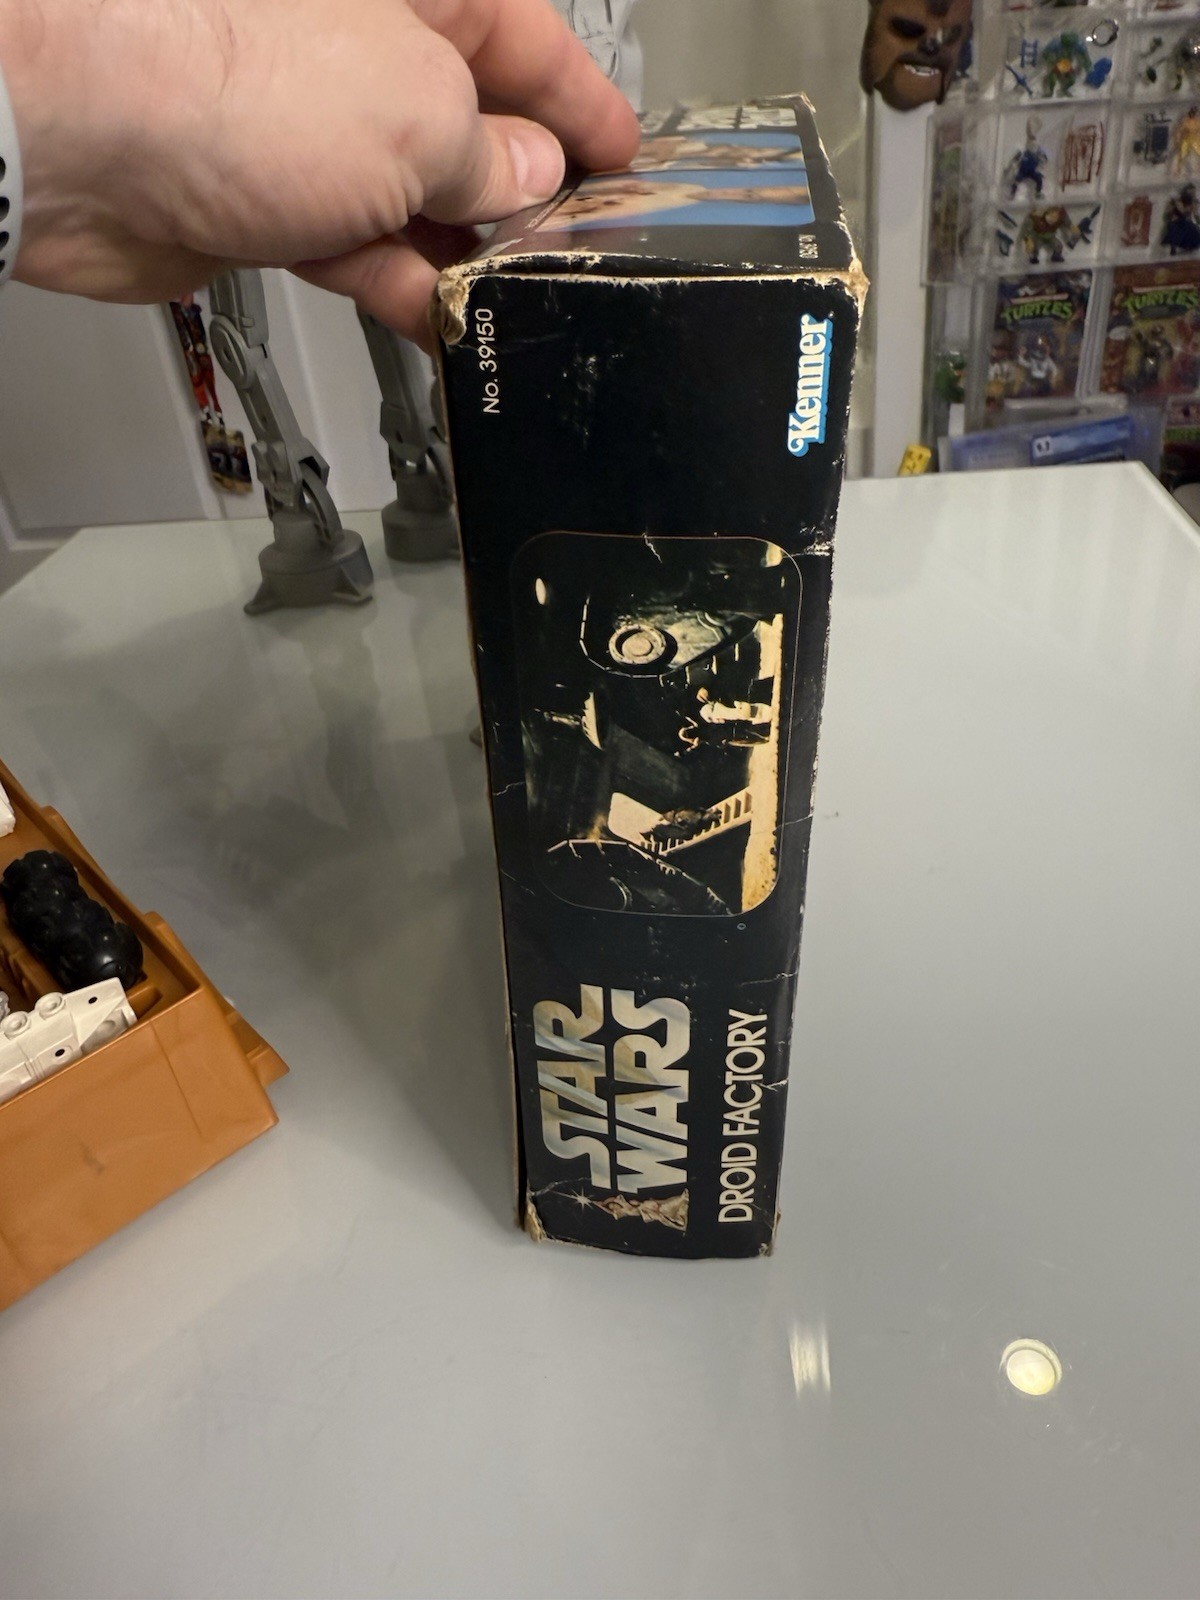 No. 39150
Kenner
STAR
WARS
DROID FACTORY
TURTLES
TURTLES